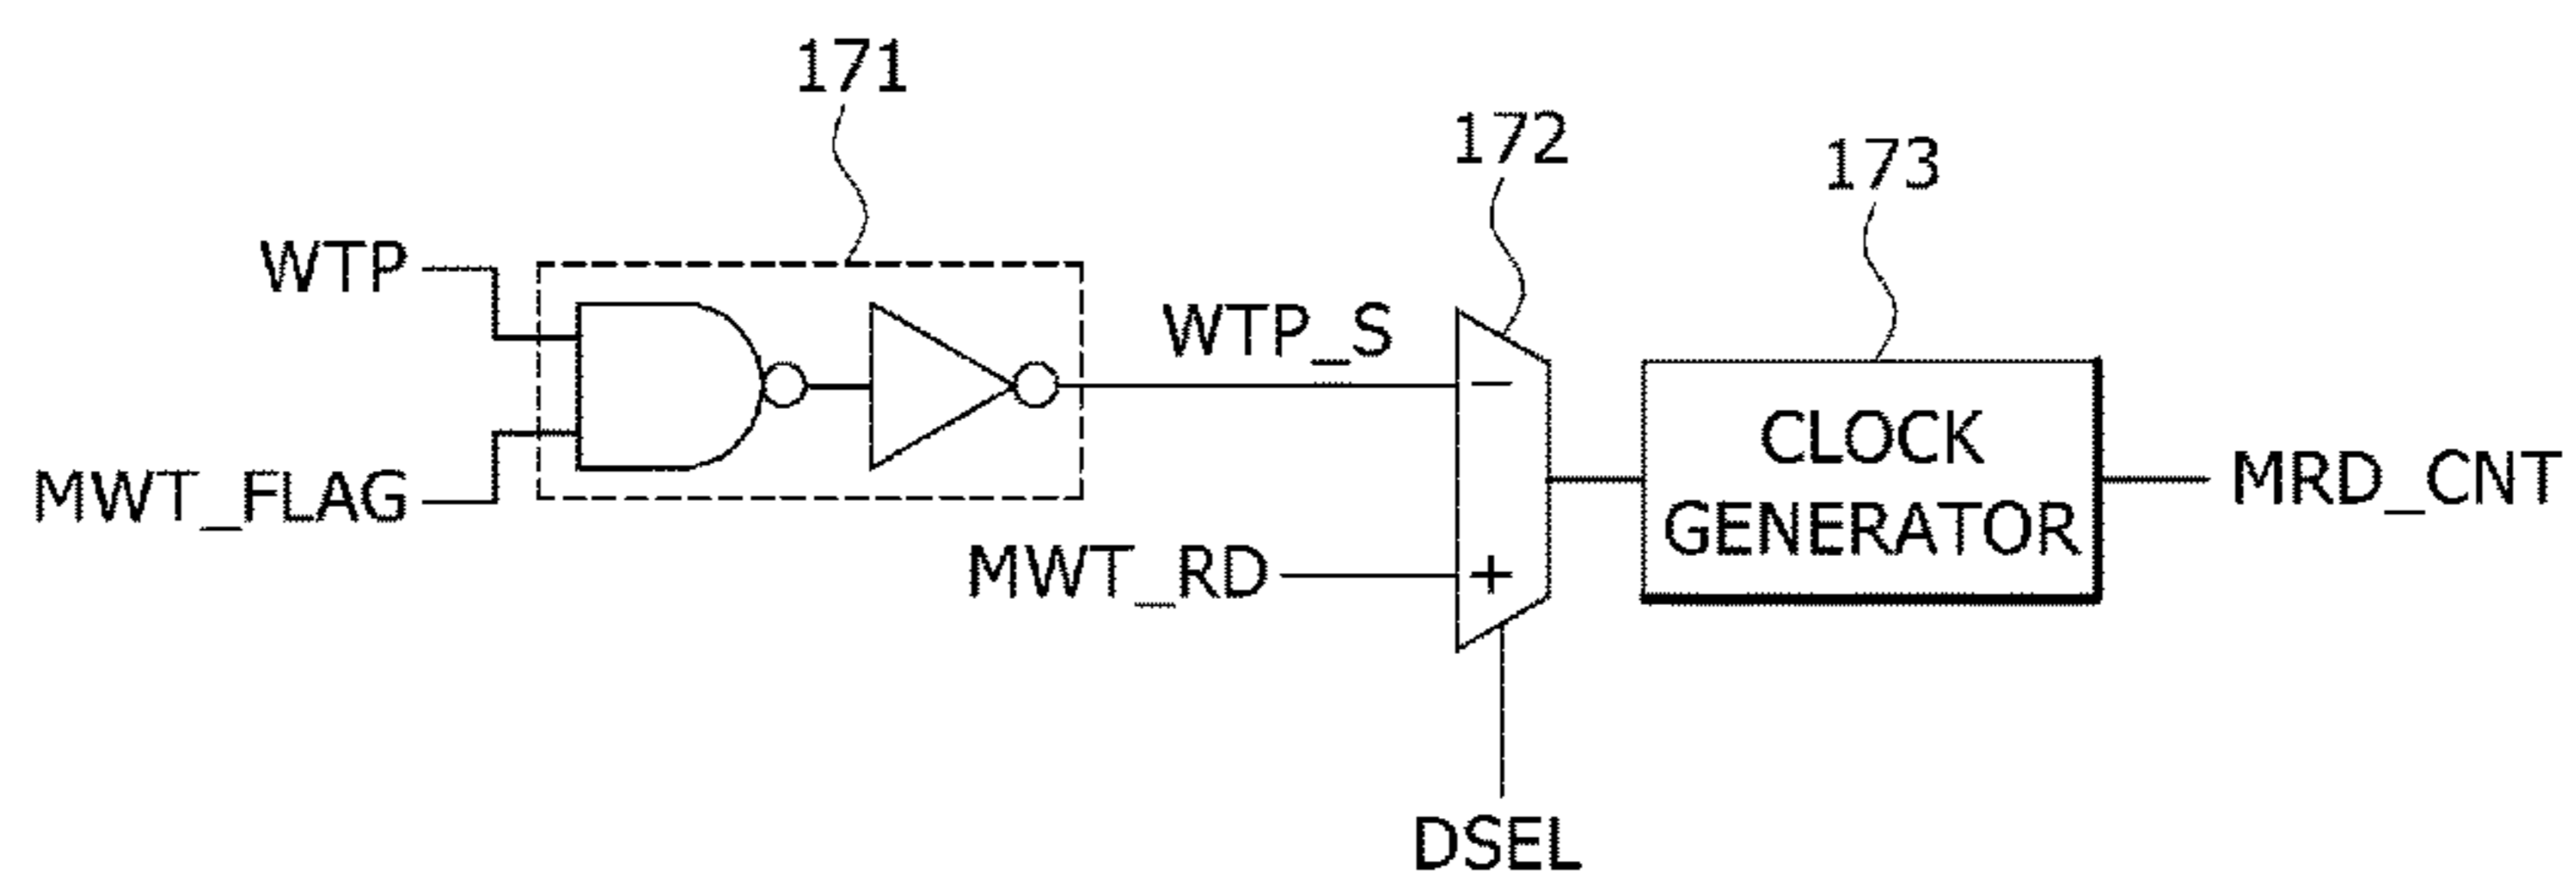 171
172
173
WTP
WTP_S
MWT_FLAG
−
+
MWT_RD
CLOCK
GENERATOR
MRD_CNT
DSEL